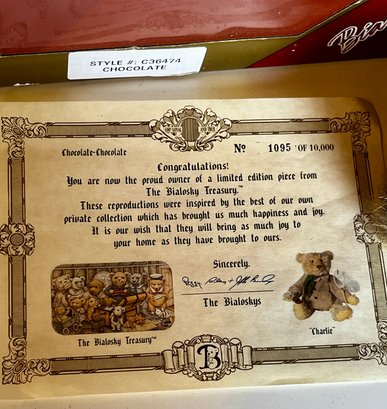 STYLE #: C36474
CHOCOLATE
Chocolate-Chocolate
Nº 1095 OF 10,000
Congratulations!
You are now the proud owner of a limited edition piece from
The Bialosky Treasury.™
These reproductions were inspired by the best of our own
private collection which has brought us much happiness and joy.
It is our wish that they will bring as much joy to
your home as they have brought to ours.
Sincerely,
The Bialoskys
The Bialosky Treasury™
"Charlie"
B